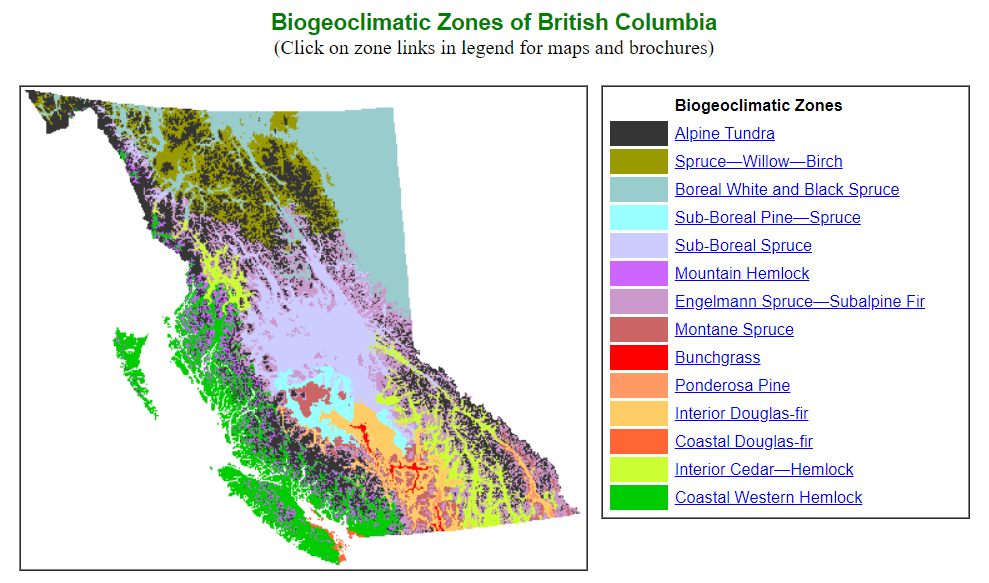 Biogeoclimatic Zones of British Columbia
(Click on zone links in legend for maps and brochures)
Biogeoclimatic Zones
Alpine Tundra
Spruce—Willow—Birch
Boreal White and Black Spruce
Sub-Boreal Pine—Spruce
Sub-Boreal Spruce
Mountain Hemlock
Engelmann Spruce—Subalpine Fir
Montane Spruce
Bunchgrass
Ponderosa Pine
Interior Douglas-fir
Coastal Douglas-fir
Interior Cedar—Hemlock
Coastal Western Hemlock